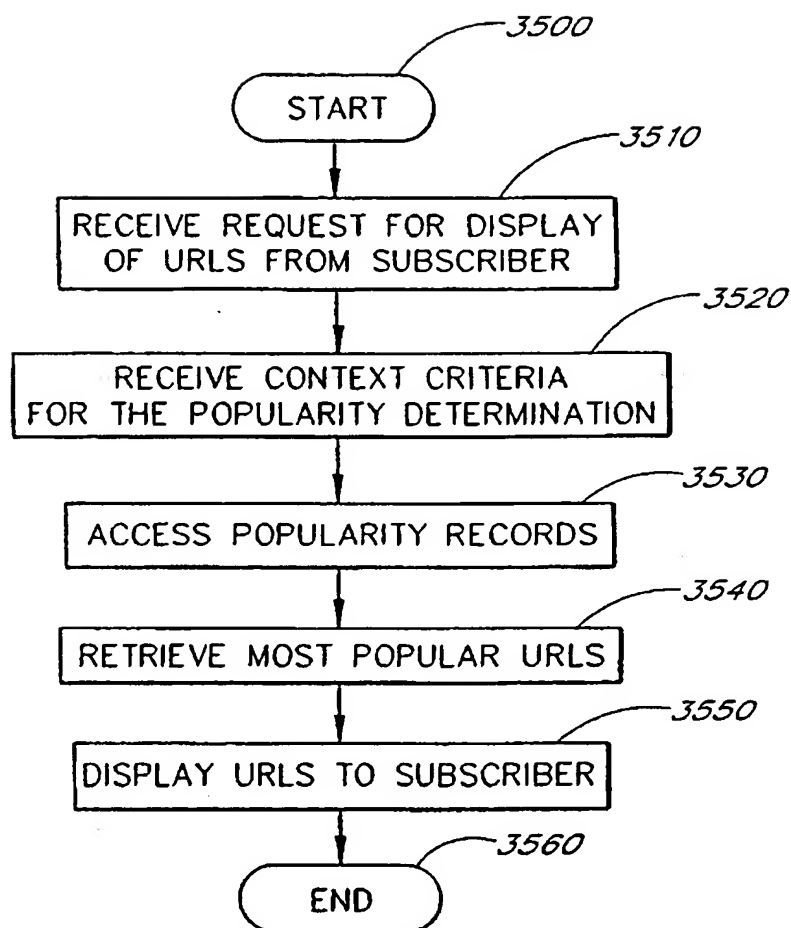 3500
START
3510
RECEIVE REQUEST FOR DISPLAY
OF URLS FROM SUBSCRIBER
3520
RECEIVE CONTEXT CRITERIA
FOR THE POPULARITY DETERMINATION
3530
ACCESS POPULARITY RECORDS
3540
RETRIEVE MOST POPULAR URLS
3550
DISPLAY URLS TO SUBSCRIBER
3560
END